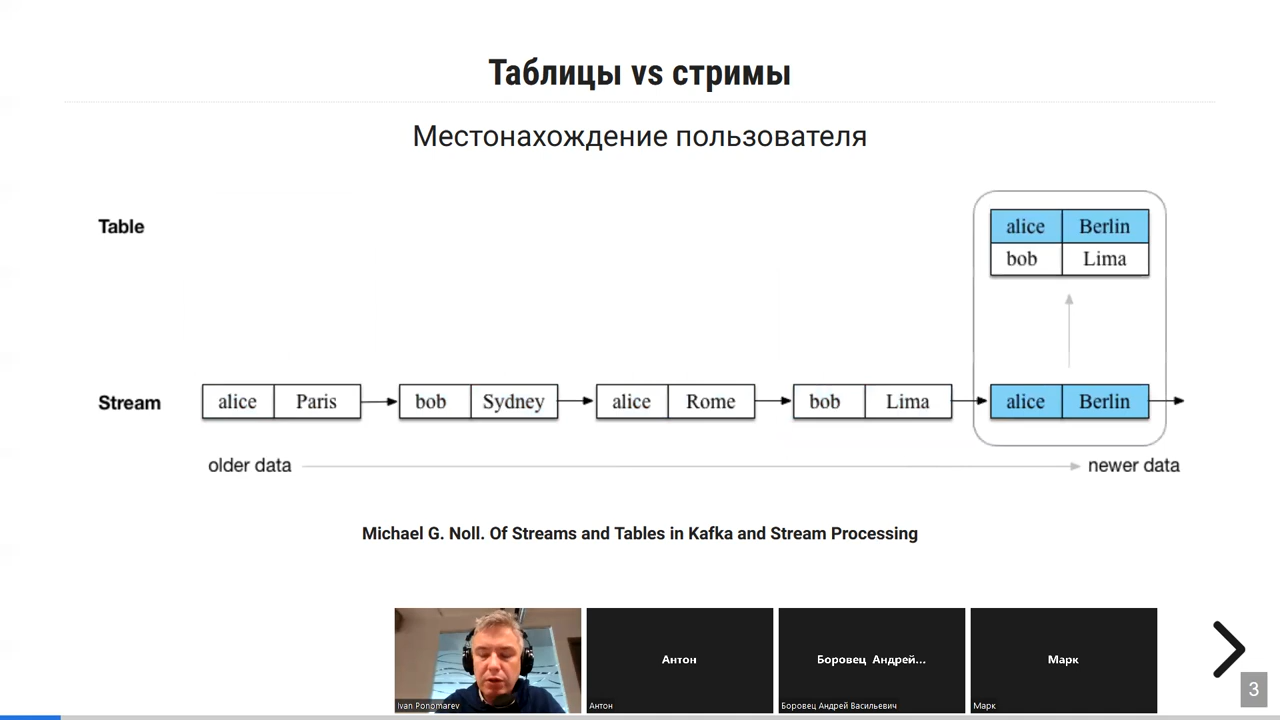 Таблицы vs стримы
Местонахождение пользователя
Table
alice Berlin
bob Lima
Stream
alice Paris
bob Sydney
alice Rome
bob Lima
alice Berlin
older data
newer data
Michael G. Noll. Of Streams and Tables in Kafka and Stream Processing
Антон
Боровец Андрей...
Марк
Ivan Ponomarev
Антон
Боровец Андрей Васильевич
Марк
3